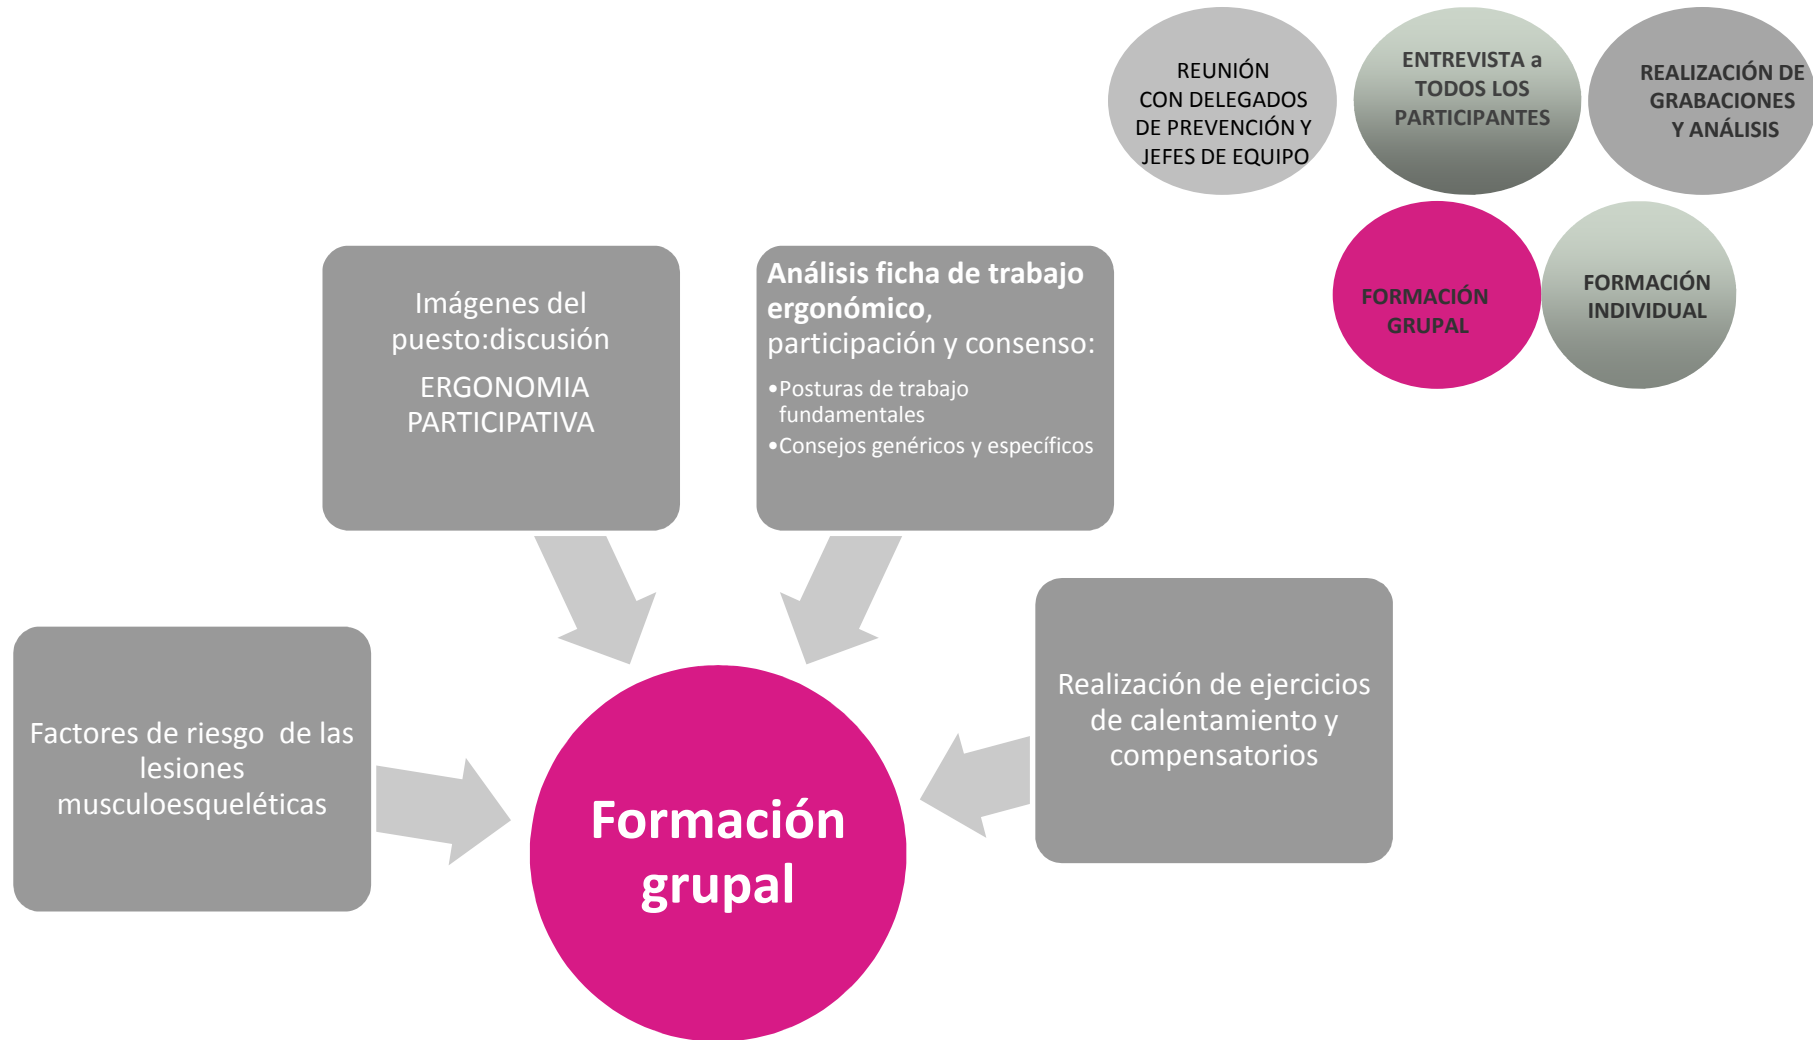 REUNIÓN
CON DELEGADOS
DE PREVENCIÓN Y
JEFES DE EQUIPO
ENTREVISTA a
TODOS LOS
PARTICIPANTES
REALIZACIÓN DE
GRABACIONES
Y ANÁLISIS
FORMACIÓN
GRUPAL
FORMACIÓN
INDIVIDUAL
Imágenes del
puesto:discusión
ERGONOMIA
PARTICIPATIVA
Análisis ficha de trabajo
ergonómico,
participación y consenso:
•Posturas de trabajo
fundamentales
•Consejos genéricos y específicos
Factores de riesgo de las
lesiones
musculoesqueléticas
Realización de ejercicios
de calentamiento y
compensatorios
Formación
grupal